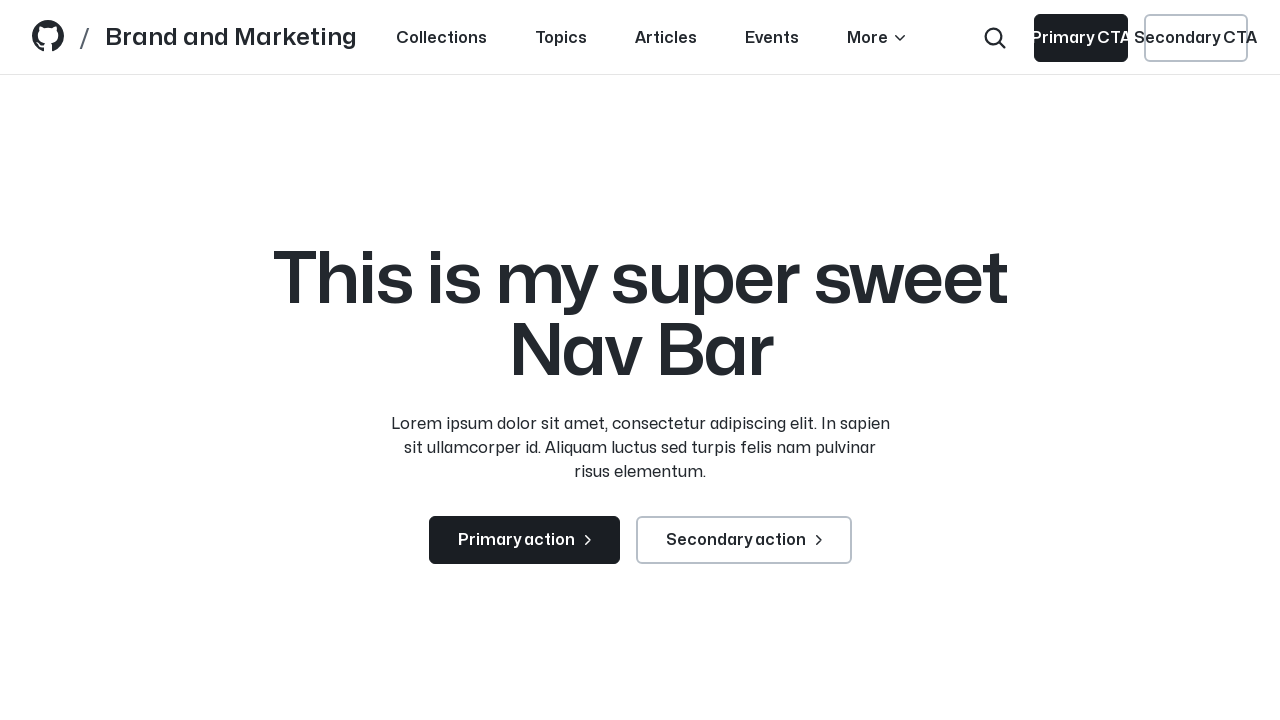 / Brand and Marketing Collections Topics Articles Events More Primary CTA Secondary CTA
This is my super sweet
Nav Bar
Lorem ipsum dolor sit amet, consectetur adipiscing elit. In sapien
sit ullamcorper id. Aliquam luctus sed turpis felis nam pulvinar
risus elementum.
Primary action Secondary action